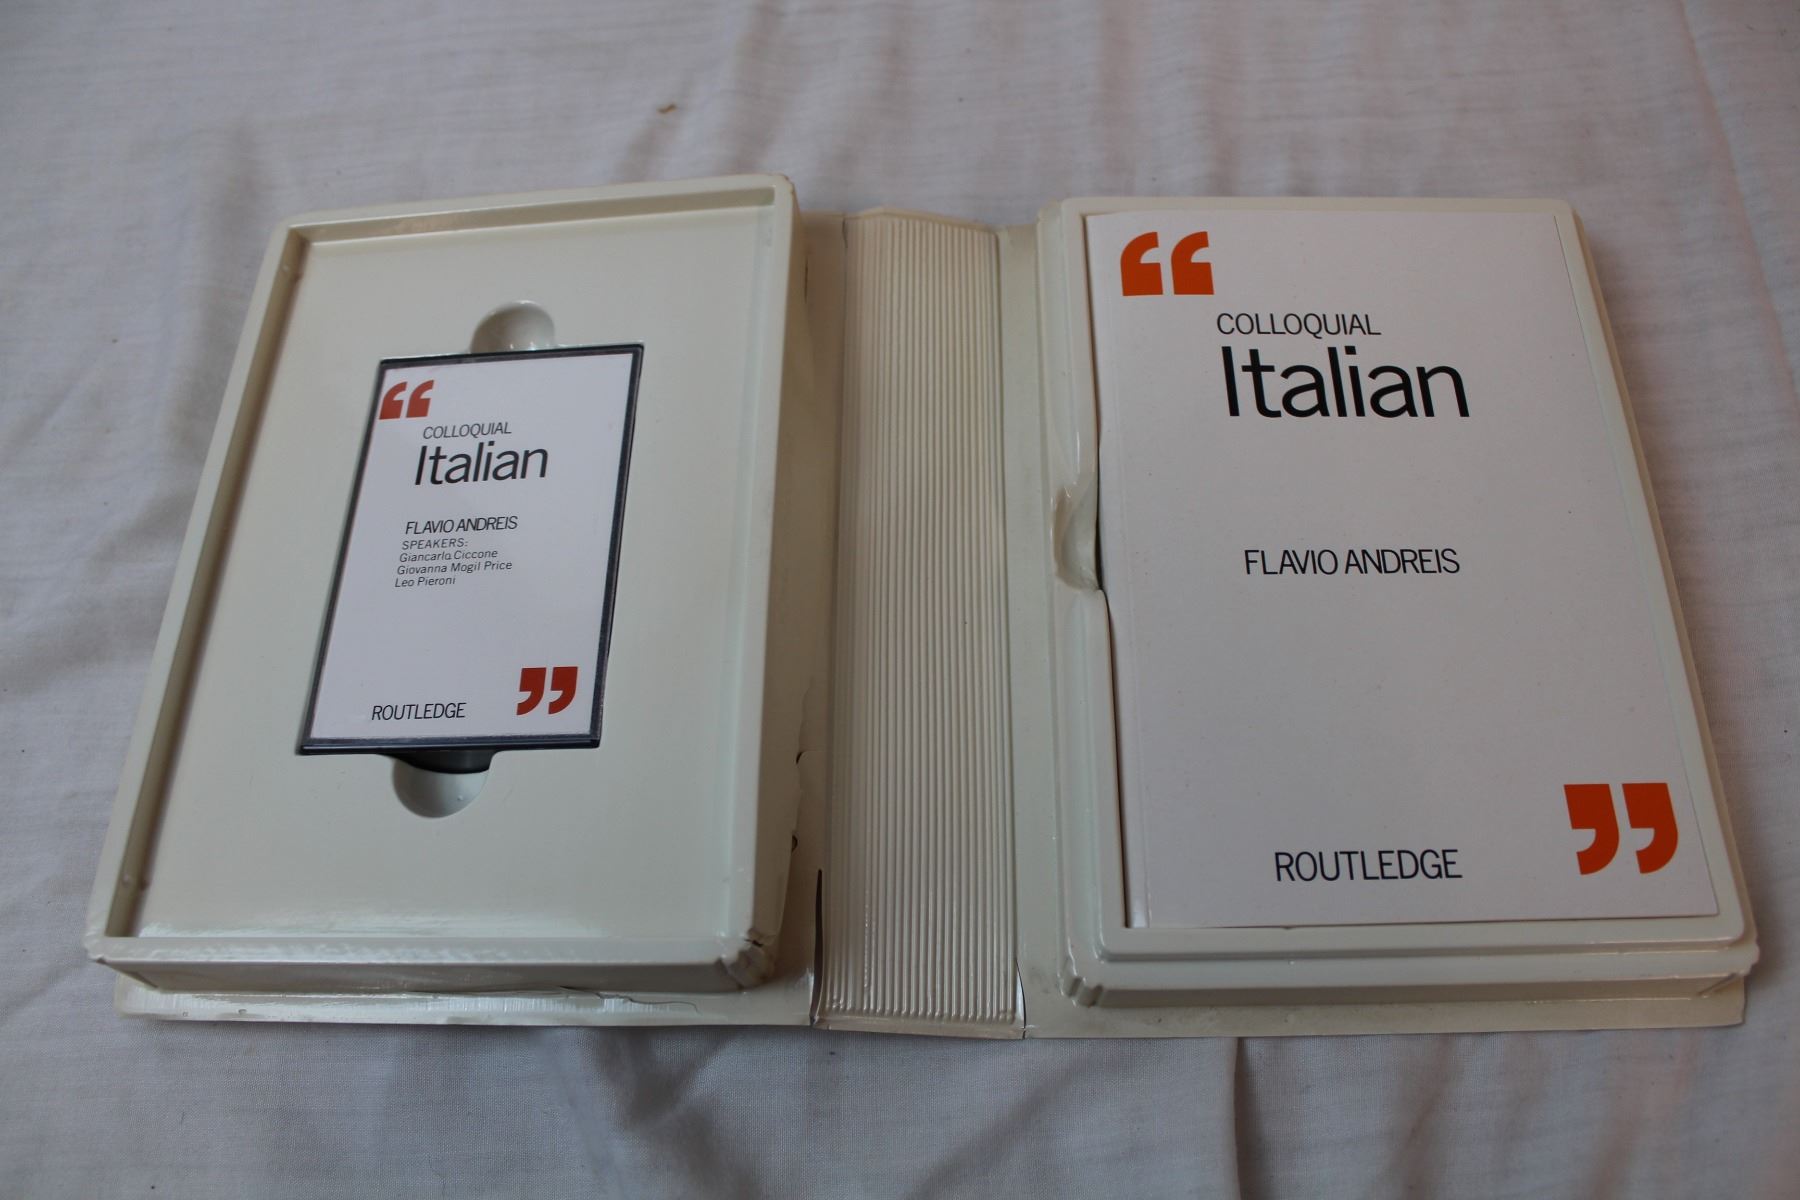 “
COLLOQUIAL
Italian
FLAVIO ANDREIS
SPEAKERS:
Giancarlo Ciccone
Giovanna Mogil Price
Leo Pieroni
ROUTLEDGE
”
“
COLLOQUIAL
Italian
FLAVIO ANDREIS
ROUTLEDGE
”